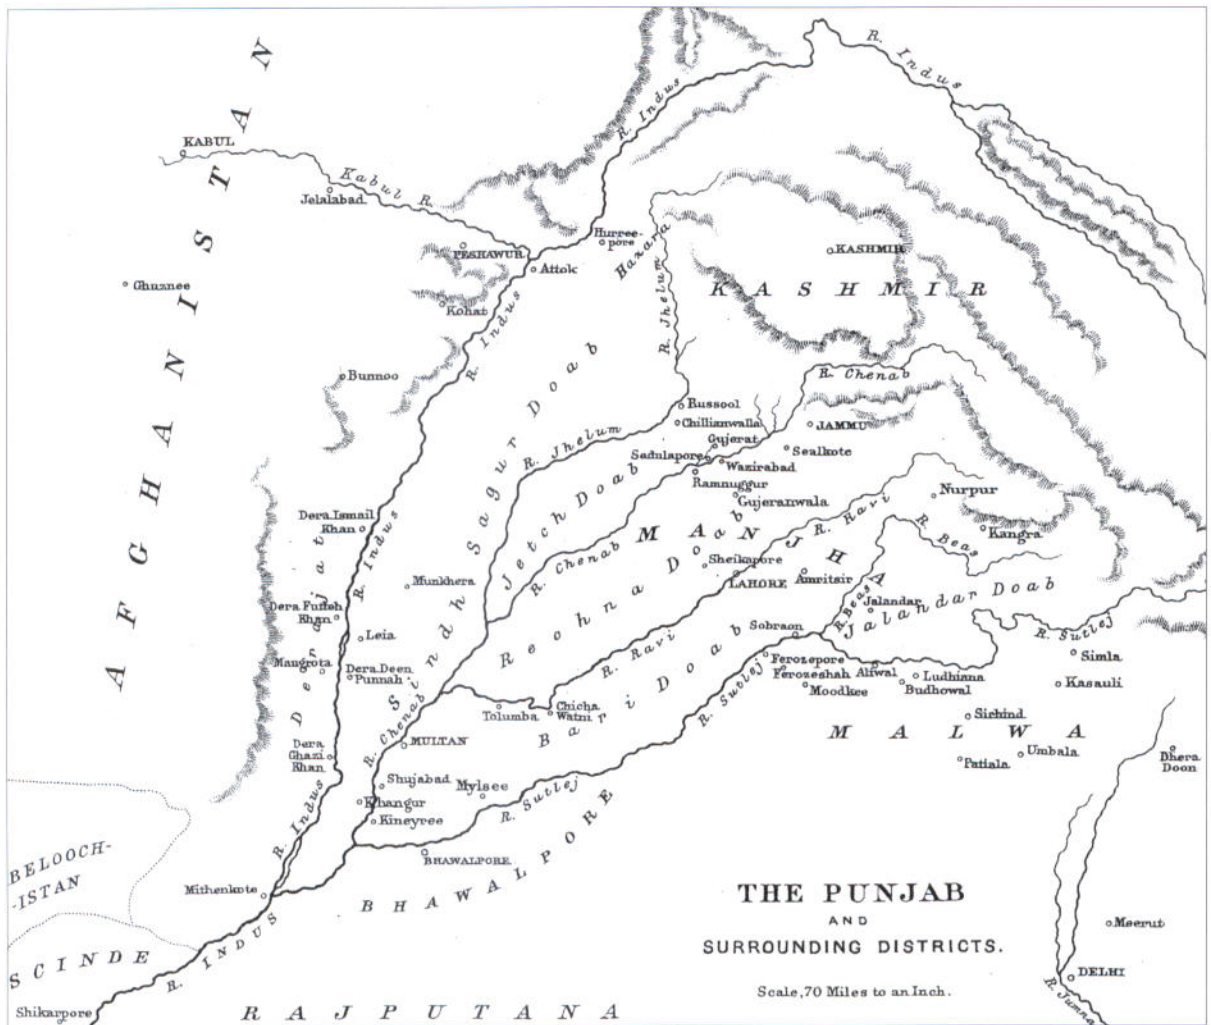 R. Indus
AFGHANISTAN
KABUL
R. Indus
Kabul R.
Jelalabad
Hurree-
pore
Hazara
PESHAWUR
KASHMIR
Attok
R. Jhelum
Ghuznee
KASHMIR
Kohat
R. Indus
Bunnoo
R. Chenab
Russool
Chillianwalla
JAMMU
Gujerat
R. Jhelum
Sealkote
Sadulapore
Wazirabad
Ramnuggur
Gujeranwala
Nurpur
Sindh Sagur Doab
Jetch Doab
Dera Ismail
Khan
R. Indus
MANJHA
R. Ravi
R. Beas
Kangra
R. Chenab
Sheikapore
LAHORE
Amritsir
Munkhera
Rechna Doab
Jalandar
Jalandar Doab
R. Beas
Dera Futteh
Khan
Leia
Sobraon
R. Sutlej
Derajat
Mangrota
Dera Deen
Punnah
R. Ravi
Simla
Ferozepore
Ferozeshah
Aliwal
Ludhiana
Moodkee
Budhowal
Kasauli
R. Sutlej
R. Chenab
Tolumba
Chicha
Watni
Bari Doab
Sirhind
MALWA
MULTAN
Umbala
Patiala
Dhera
Doon
Dera
Ghazi
Khan
Shujabad
Mylsee
Khangur
Kineyree
R. Sutlej
R. Indus
BHAWALPORE
BELOOCH-
-ISTAN
Mithenkote
BHAWALPORE
THE PUNJAB
AND
SURROUNDING DISTRICTS.
Scale, 70 Miles to an Inch.
Meerut
DELHI
R. Jumna
R. INDUS
SCINDE
Shikarpore
RAJPUTANA